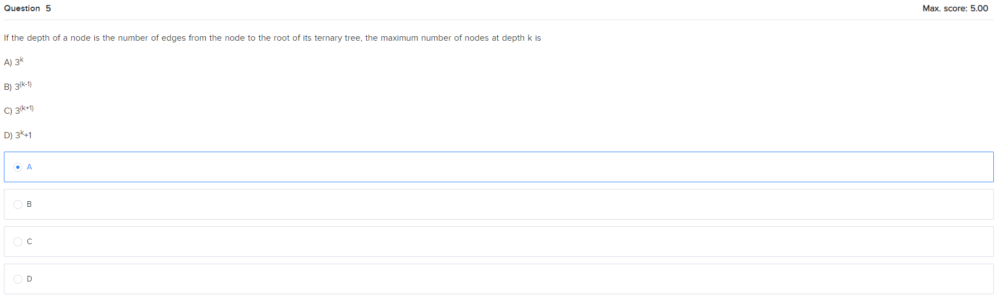 Question 5
Max. score: 5.00
If the depth of a node is the number of edges from the node to the root of its ternary tree, the maximum number of nodes at depth k is
A) 3^k
B) 3^(k-1)
C) 3^(k+1)
D) 3^k+1
A
B
C
D